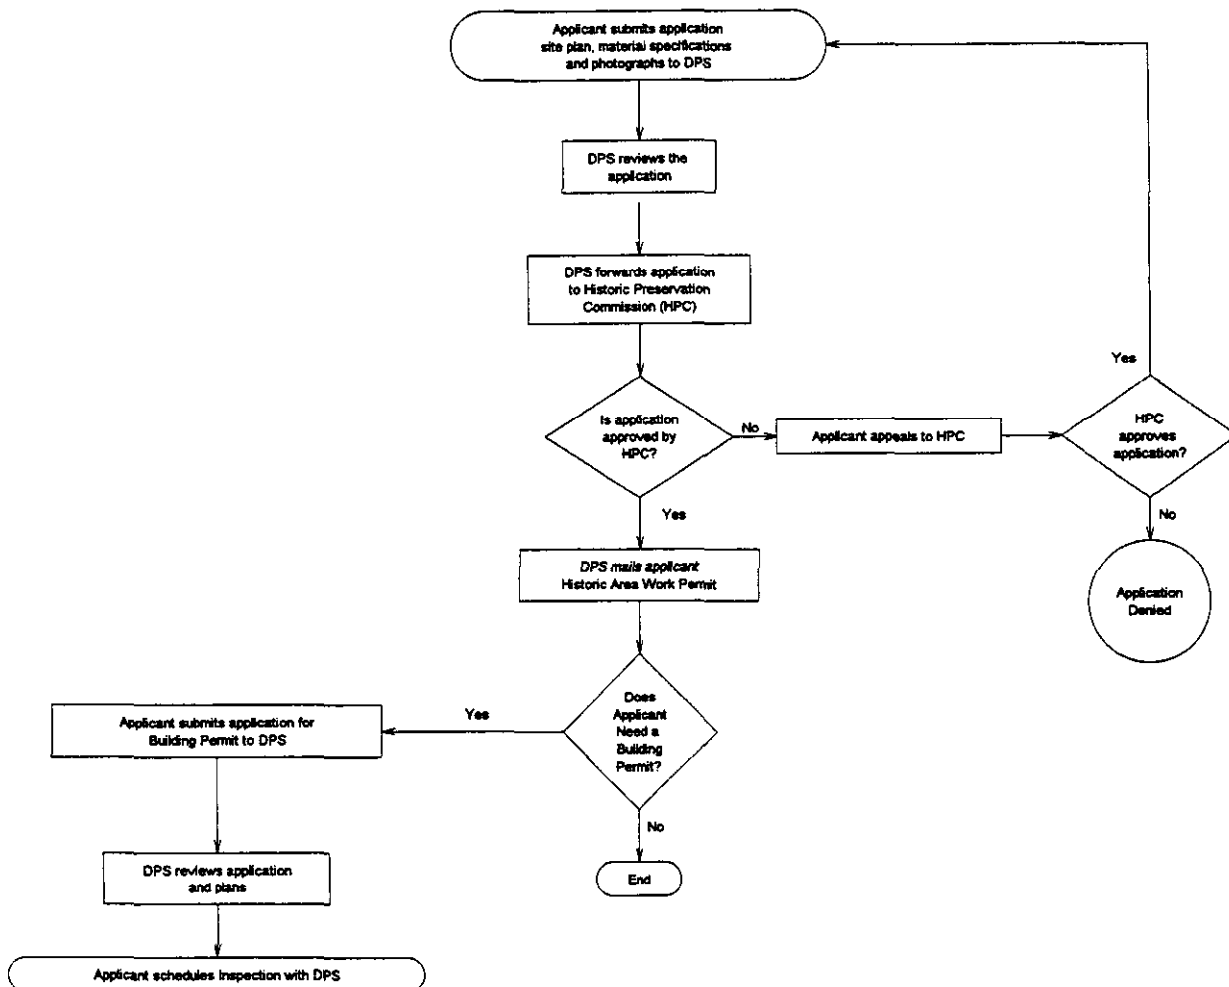 Applicant submits application
site plan, material specifications
and photographs to DPS
DPS reviews the
application
DPS forwards application
to Historic Preservation
Commission (HPC)
Is application
approved by
HPC?
No
Applicant appeals to HPC
HPC
approves
application?
Yes
No
Application
Denied
Yes
DPS mails applicant
Historic Area Work Permit
Does
Applicant
Need a
Building
Permit?
Yes
Applicant submits application for
Building Permit to DPS
No
End
DPS reviews application
and plans
Applicant schedules Inspection with DPS